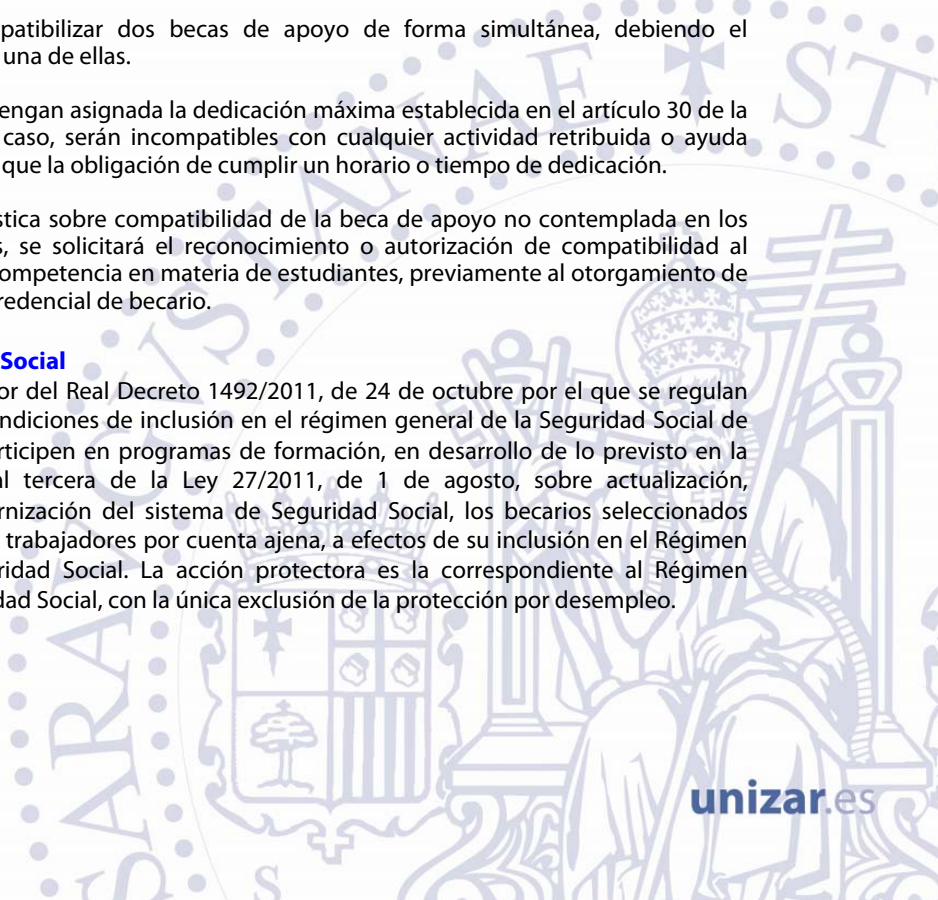 patibilizar dos becas de apoyo de forma simultánea, debiendo el
una de ellas.
engan asignada la dedicación máxima establecida en el artículo 30 de la
caso, serán incompatibles con cualquier actividad retribuida o ayuda
que la obligación de cumplir un horario o tiempo de dedicación.
stica sobre compatibilidad de la beca de apoyo no contemplada en los
s, se solicitará el reconocimiento o autorización de compatibilidad al
ompetencia en materia de estudiantes, previamente al otorgamiento de
redencial de becario.
Social
or del Real Decreto 1492/2011, de 24 de octubre por el que se regulan
ndiciones de inclusión en el régimen general de la Seguridad Social de
rticipen en programas de formación, en desarrollo de lo previsto en la
al tercera de la Ley 27/2011, de 1 de agosto, sobre actualización,
rnización del sistema de Seguridad Social, los becarios seleccionados
trabajadores por cuenta ajena, a efectos de su inclusión en el Régimen
ridad Social. La acción protectora es la correspondiente al Régimen
dad Social, con la única exclusión de la protección por desempleo.
unizar.es